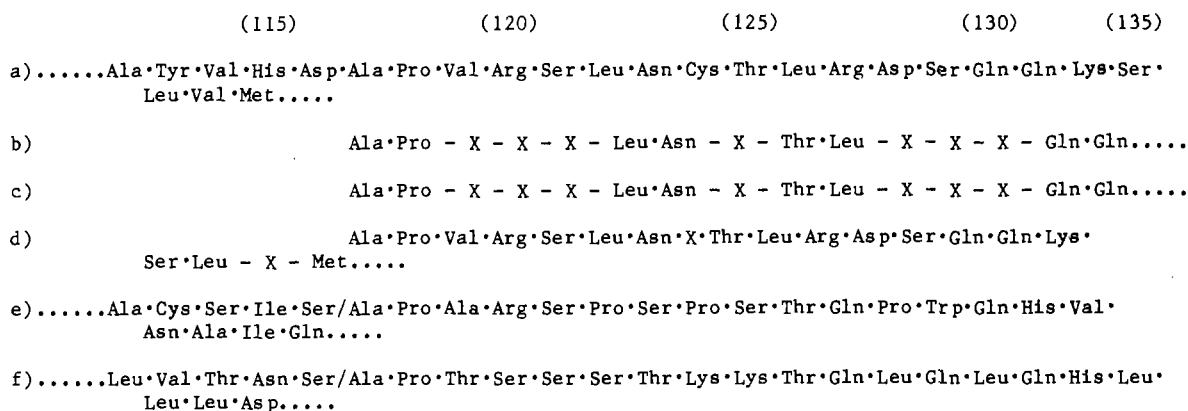 (115) (120) (125) (130) (135)
a)......Ala·Tyr·Val·His·Asp·Ala·Pro·Val·Arg·Ser·Leu·Asn·Cys·Thr·Leu·Arg·Asp·Ser·Gln·Gln·Lys·Ser·
Leu·Val·Met.....
b) Ala·Pro - X - X - X - Leu·Asn - X - Thr·Leu - X - X - X - Gln·Gln.....
c) Ala·Pro - X - X - X - Leu·Asn - X - Thr·Leu - X - X - X - Gln·Gln.....
d) Ala·Pro·Val·Arg·Ser·Leu·Asn·X·Thr·Leu·Arg·Asp·Ser·Gln·Gln·Lys·
Ser·Leu - X - Met.....
e)......Ala·Cys·Ser·Ile·Ser/Ala·Pro·Ala·Arg·Ser·Pro·Ser·Pro·Ser·Thr·Gln·Pro·Trp·Gln·His·Val·
Asn·Ala·Ile·Gln.....
f)......Leu·Val·Thr·Asn·Ser/Ala·Pro·Thr·Ser·Ser·Ser·Thr·Lys·Lys·Thr·Gln·Leu·Gln·Leu·Gln·His·Leu·
Leu·Leu·Asp.....